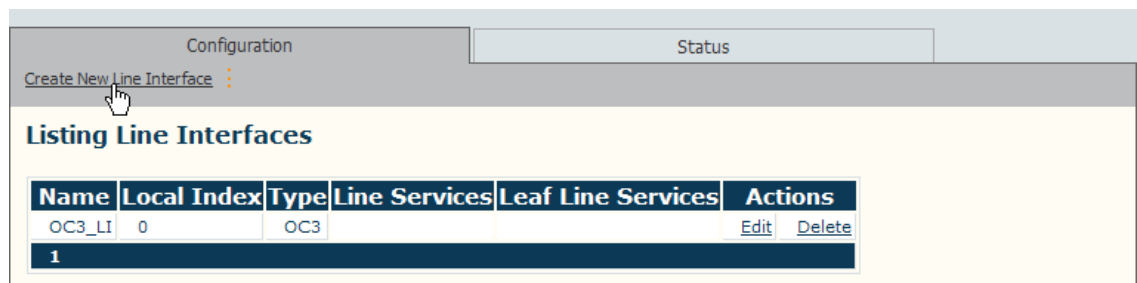 Configuration Status
Create New Line Interface
Listing Line Interfaces
Name Local Index Type Line Services Leaf Line Services Actions
OC3_LI 0 OC3 Edit Delete
1